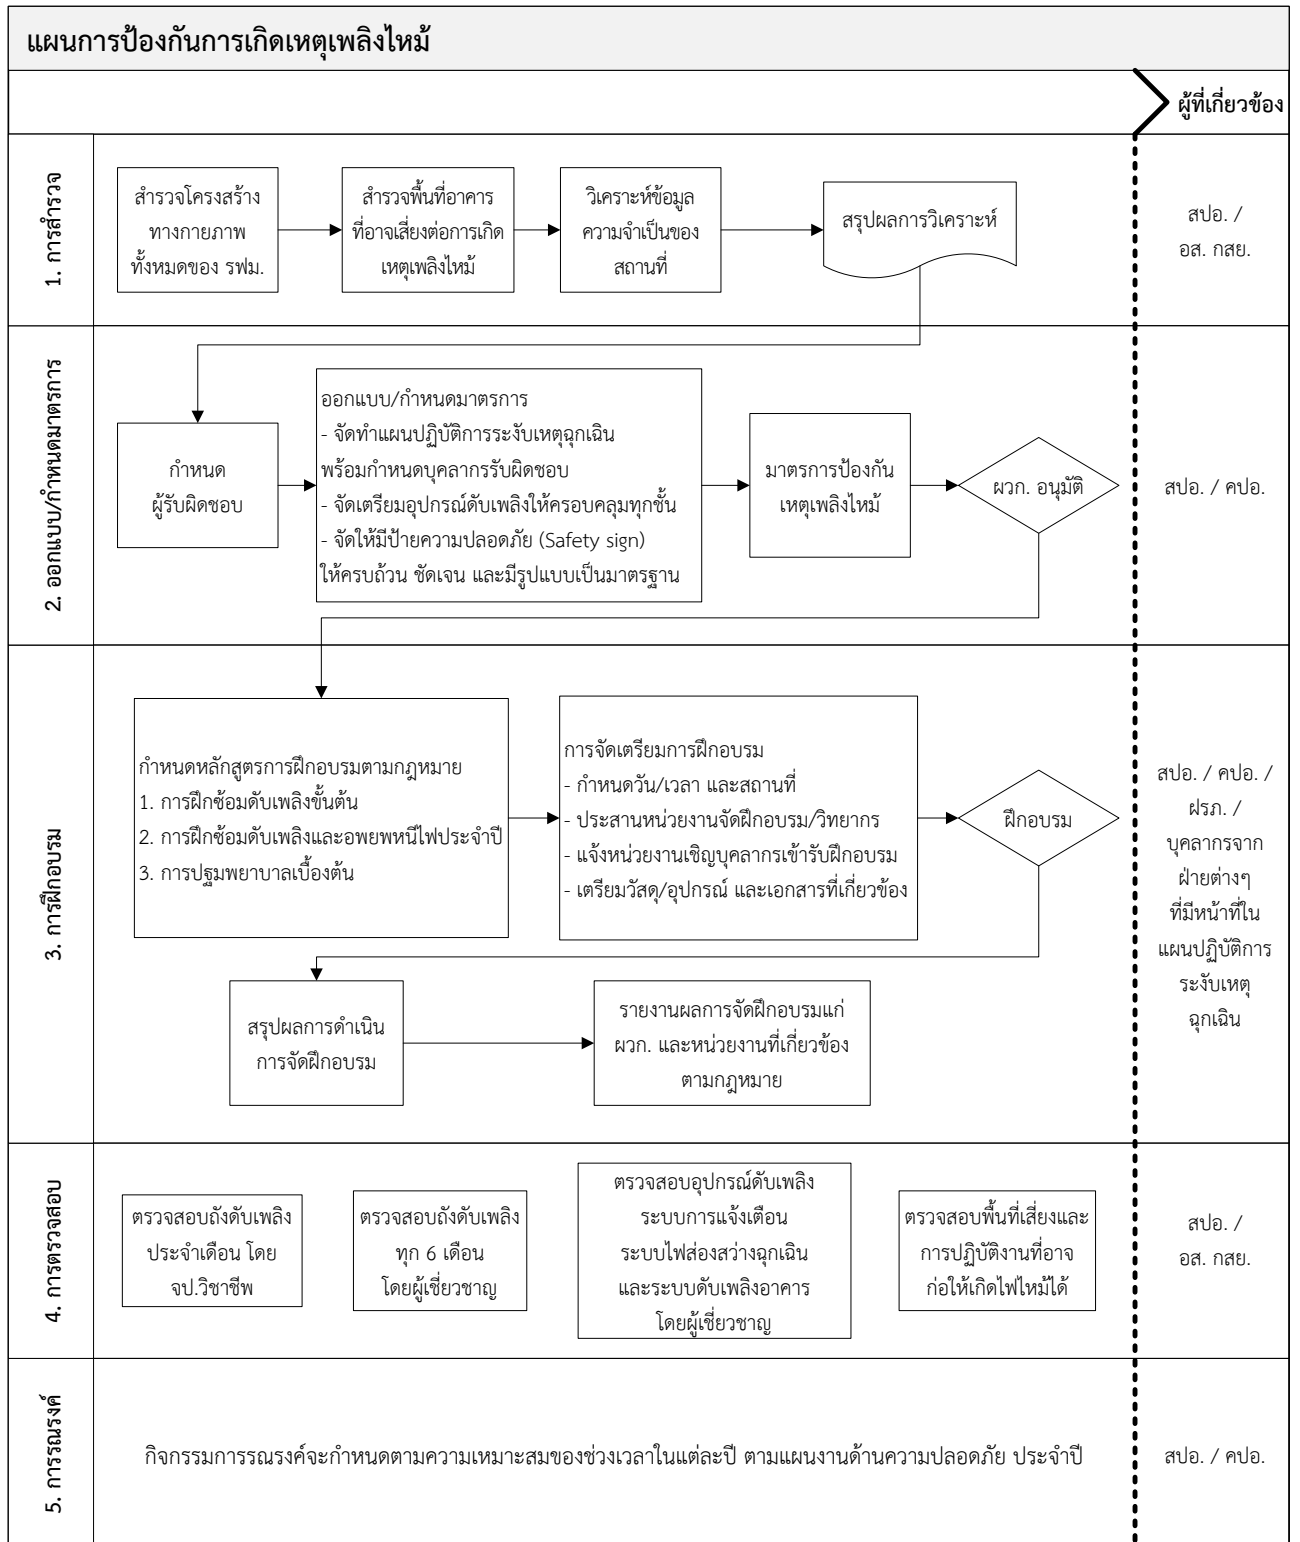 แผนการป้องกันการเกิดเหตุเพลิงไหม้
ผู้ที่เกี่ยวข้อง
1. การสำรวจ
สำรวจโครงสร้าง
ทางกายภาพ
ทั้งหมดของ รฟม.
สำรวจพื้นที่อาคาร
ที่อาจเสี่ยงต่อการเกิด
เหตุเพลิงไหม้
วิเคราะห์ข้อมูล
ความจำเป็นของ
สถานที่
สรุปผลการวิเคราะห์
สปอ. /
อส. กสย.
2. ออกแบบ/กำหนดมาตรการ
กำหนด
ผู้รับผิดชอบ
ออกแบบ/กำหนดมาตรการ
- จัดทำแผนปฏิบัติการระงับเหตุฉุกเฉิน
พร้อมกำหนดบุคลากรรับผิดชอบ
- จัดเตรียมอุปกรณ์ดับเพลิงให้ครอบคลุมทุกชั้น
- จัดให้มีป้ายความปลอดภัย (Safety sign)
ให้ครบถ้วน ชัดเจน และมีรูปแบบเป็นมาตรฐาน
มาตรการป้องกัน
เหตุเพลิงไหม้
ผวก. อนุมัติ
สปอ. / คปอ.
3. การฝึกอบรม
กำหนดหลักสูตรการฝึกอบรมตามกฎหมาย
1. การฝึกซ้อมดับเพลิงขั้นต้น
2. การฝึกซ้อมดับเพลิงและอพยพหนีไฟประจำปี
3. การปฐมพยาบาลเบื้องต้น
การจัดเตรียมการฝึกอบรม
- กำหนดวัน/เวลา และสถานที่
- ประสานหน่วยงานจัดฝึกอบรม/วิทยากร
- แจ้งหน่วยงานเชิญบุคลากรเข้ารับฝึกอบรม
- เตรียมวัสดุ/อุปกรณ์ และเอกสารที่เกี่ยวข้อง
ฝึกอบรม
สรุปผลการดำเนิน
การจัดฝึกอบรม
รายงานผลการจัดฝึกอบรมแก่
ผวก. และหน่วยงานที่เกี่ยวข้อง
ตามกฎหมาย
สปอ. / คปอ. /
ฝรภ. /
บุคลากรจาก
ฝ่ายต่างๆ
ที่มีหน้าที่ใน
แผนปฏิบัติการ
ระงับเหตุ
ฉุกเฉิน
4. การตรวจสอบ
ตรวจสอบถังดับเพลิง
ประจำเดือน โดย
จป.วิชาชีพ
ตรวจสอบถังดับเพลิง
ทุก 6 เดือน
โดยผู้เชี่ยวชาญ
ตรวจสอบอุปกรณ์ดับเพลิง
ระบบการแจ้งเตือน
ระบบไฟส่องสว่างฉุกเฉิน
และระบบดับเพลิงอาคาร
โดยผู้เชี่ยวชาญ
ตรวจสอบพื้นที่เสี่ยงและ
การปฏิบัติงานที่อาจ
ก่อให้เกิดไฟไหม้ได้
สปอ. /
อส. กสย.
5. การรณรงค์
กิจกรรมการรณรงค์จะกำหนดตามความเหมาะสมของช่วงเวลาในแต่ละปี ตามแผนงานด้านความปลอดภัย ประจำปี
สปอ. / คปอ.